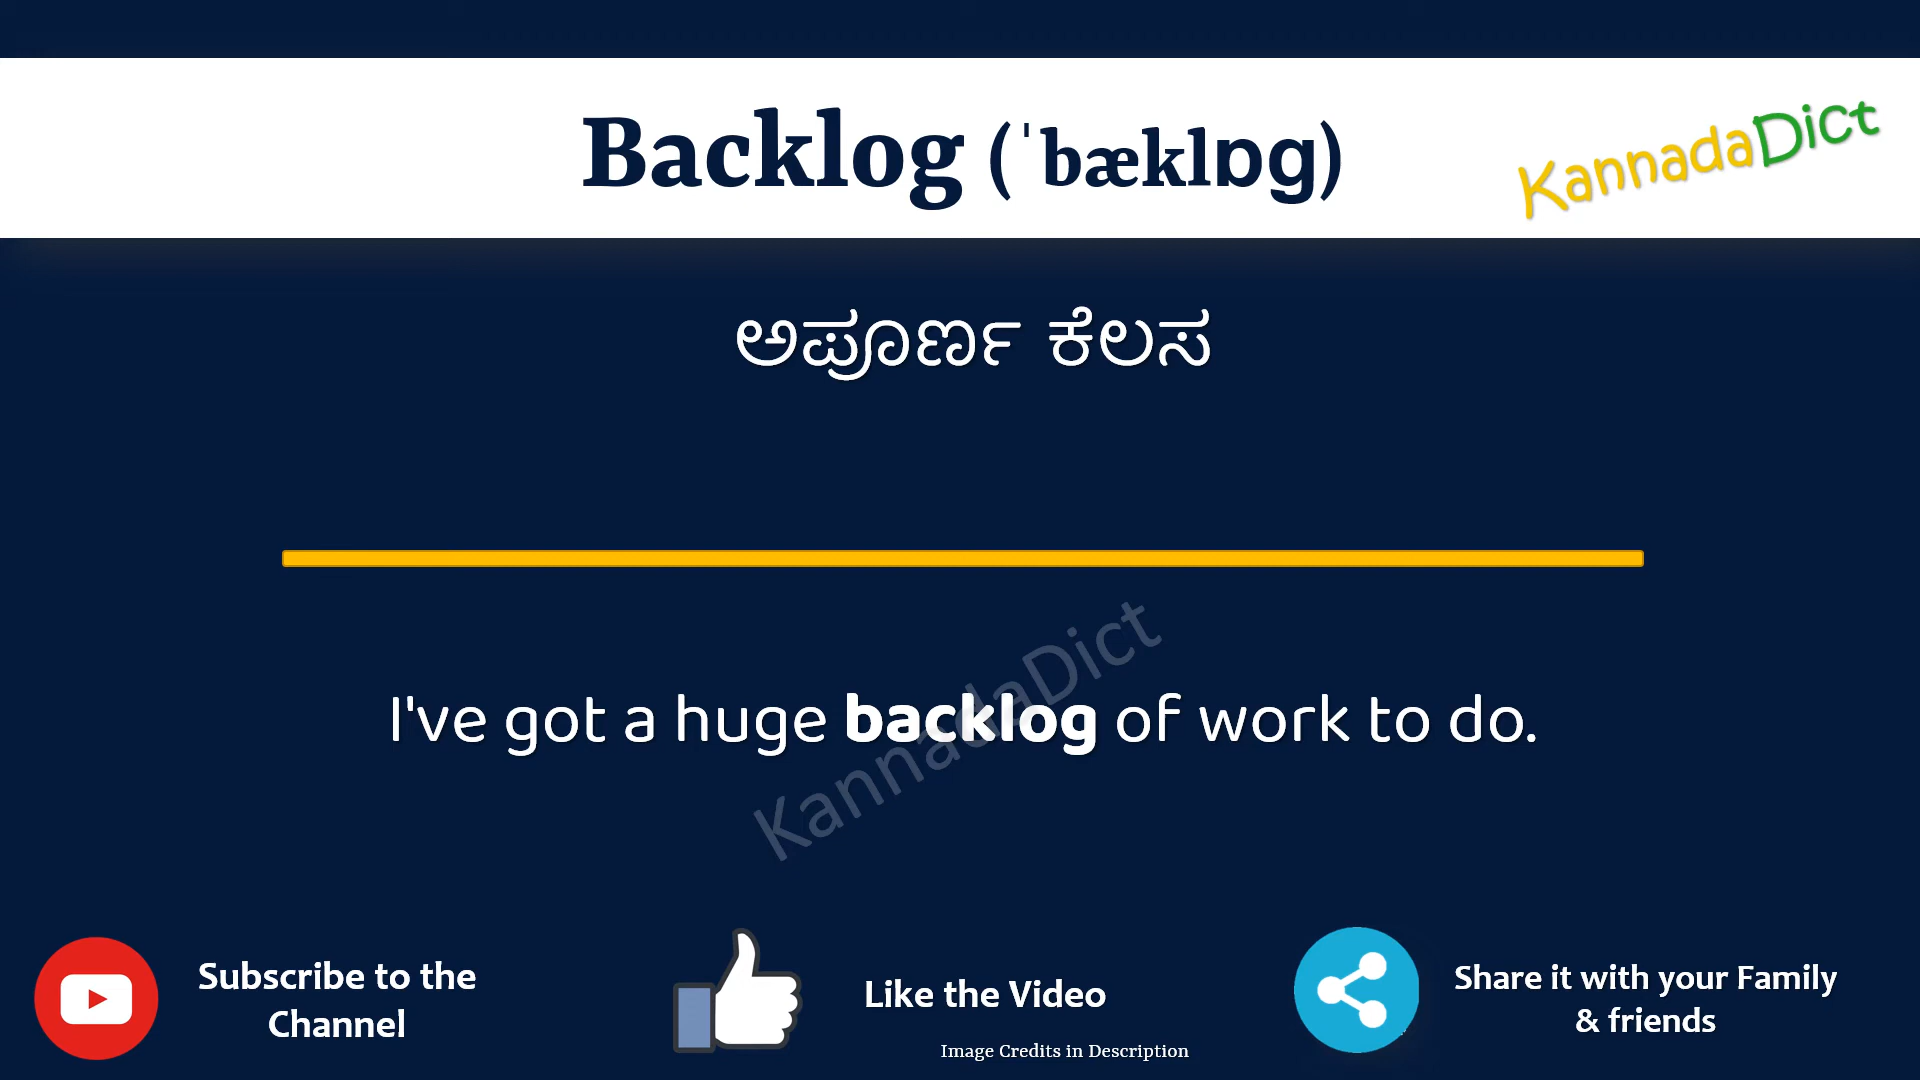 Backlog (ˈbæklɒɡ)
KannadaDict
ಅಪೂರ್ಣ ಕೆಲಸ
I've got a huge backlog of work to do.
KannadaDict
Subscribe to the
Channel
Like the Video
Share it with your Family
& friends
Image Credits in Description